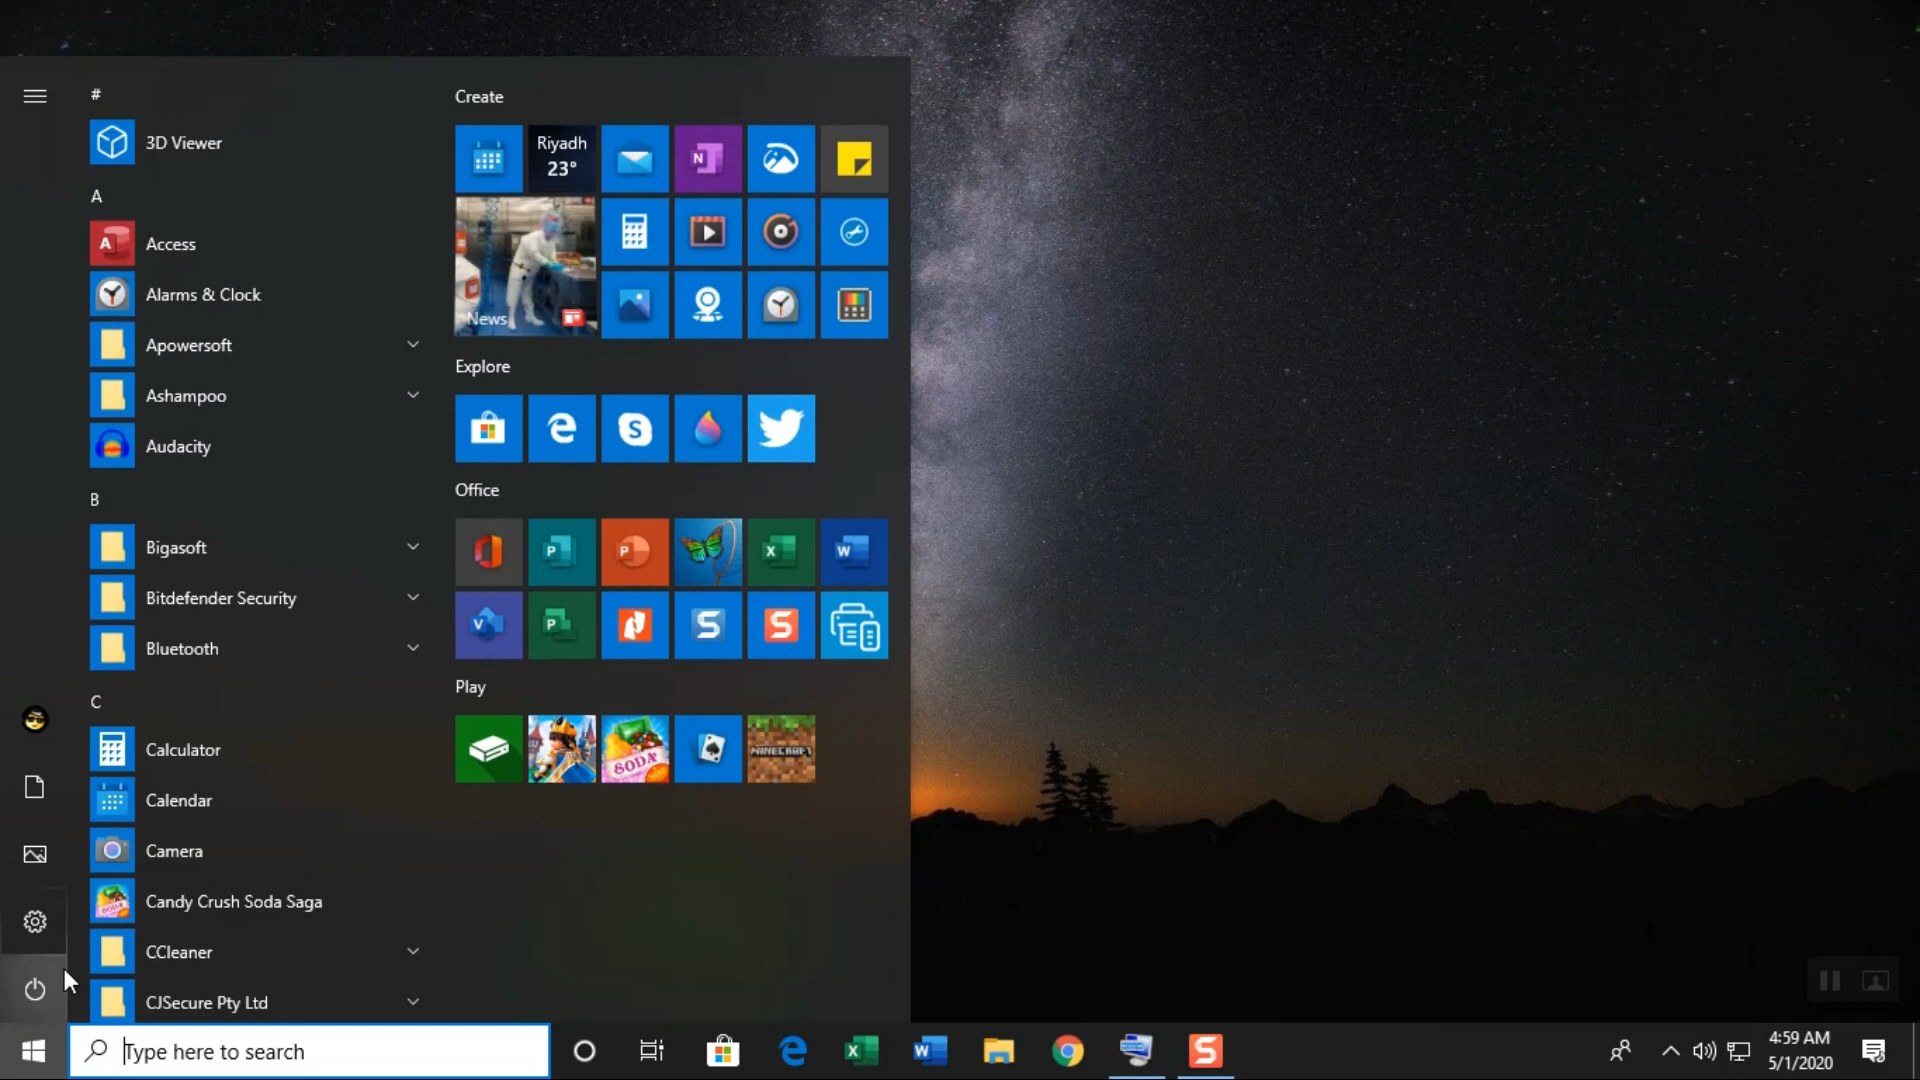 #
3D Viewer
A
Access
Alarms & Clock
Apowersoft
Ashampoo
Audacity
B
Bigasoft
Bitdefender Security
Bluetooth
C
Calculator
Calendar
Camera
Candy Crush Soda Saga
CCleaner
CJSecure Pty Ltd
Create
Riyadh
23°
N
News
Explore
S
Office
P
P
X
W
V
P
S
S
Play
SODA
MINECRAFT
Type here to search
X
W
S
4:59 AM
5/1/2020